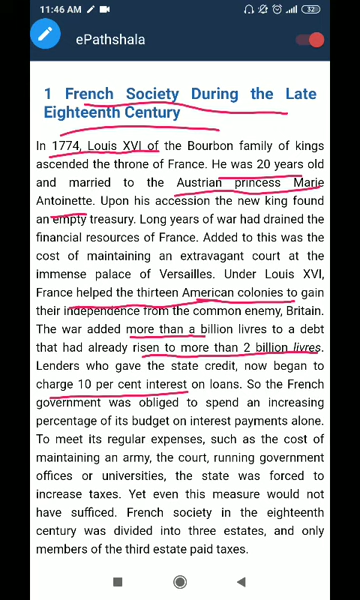 11:46 AM
32
ePathshala
1 French Society During the Late
Eighteenth Century
In 1774, Louis XVI of the Bourbon family of kings
ascended the throne of France. He was 20 years old
and married to the Austrian princess Marie
Antoinette. Upon his accession the new king found
an empty treasury. Long years of war had drained the
financial resources of France. Added to this was the
cost of maintaining an extravagant court at the
immense palace of Versailles. Under Louis XVI,
France helped the thirteen American colonies to gain
their independence from the common enemy, Britain.
The war added more than a billion livres to a debt
that had already risen to more than 2 billion livres.
Lenders who gave the state credit, now began to
charge 10 per cent interest on loans. So the French
government was obliged to spend an increasing
percentage of its budget on interest payments alone.
To meet its regular expenses, such as the cost of
maintaining an army, the court, running government
offices or universities, the state was forced to
increase taxes. Yet even this measure would not
have sufficed. French society in the eighteenth
century was divided into three estates, and only
members of the third estate paid taxes.